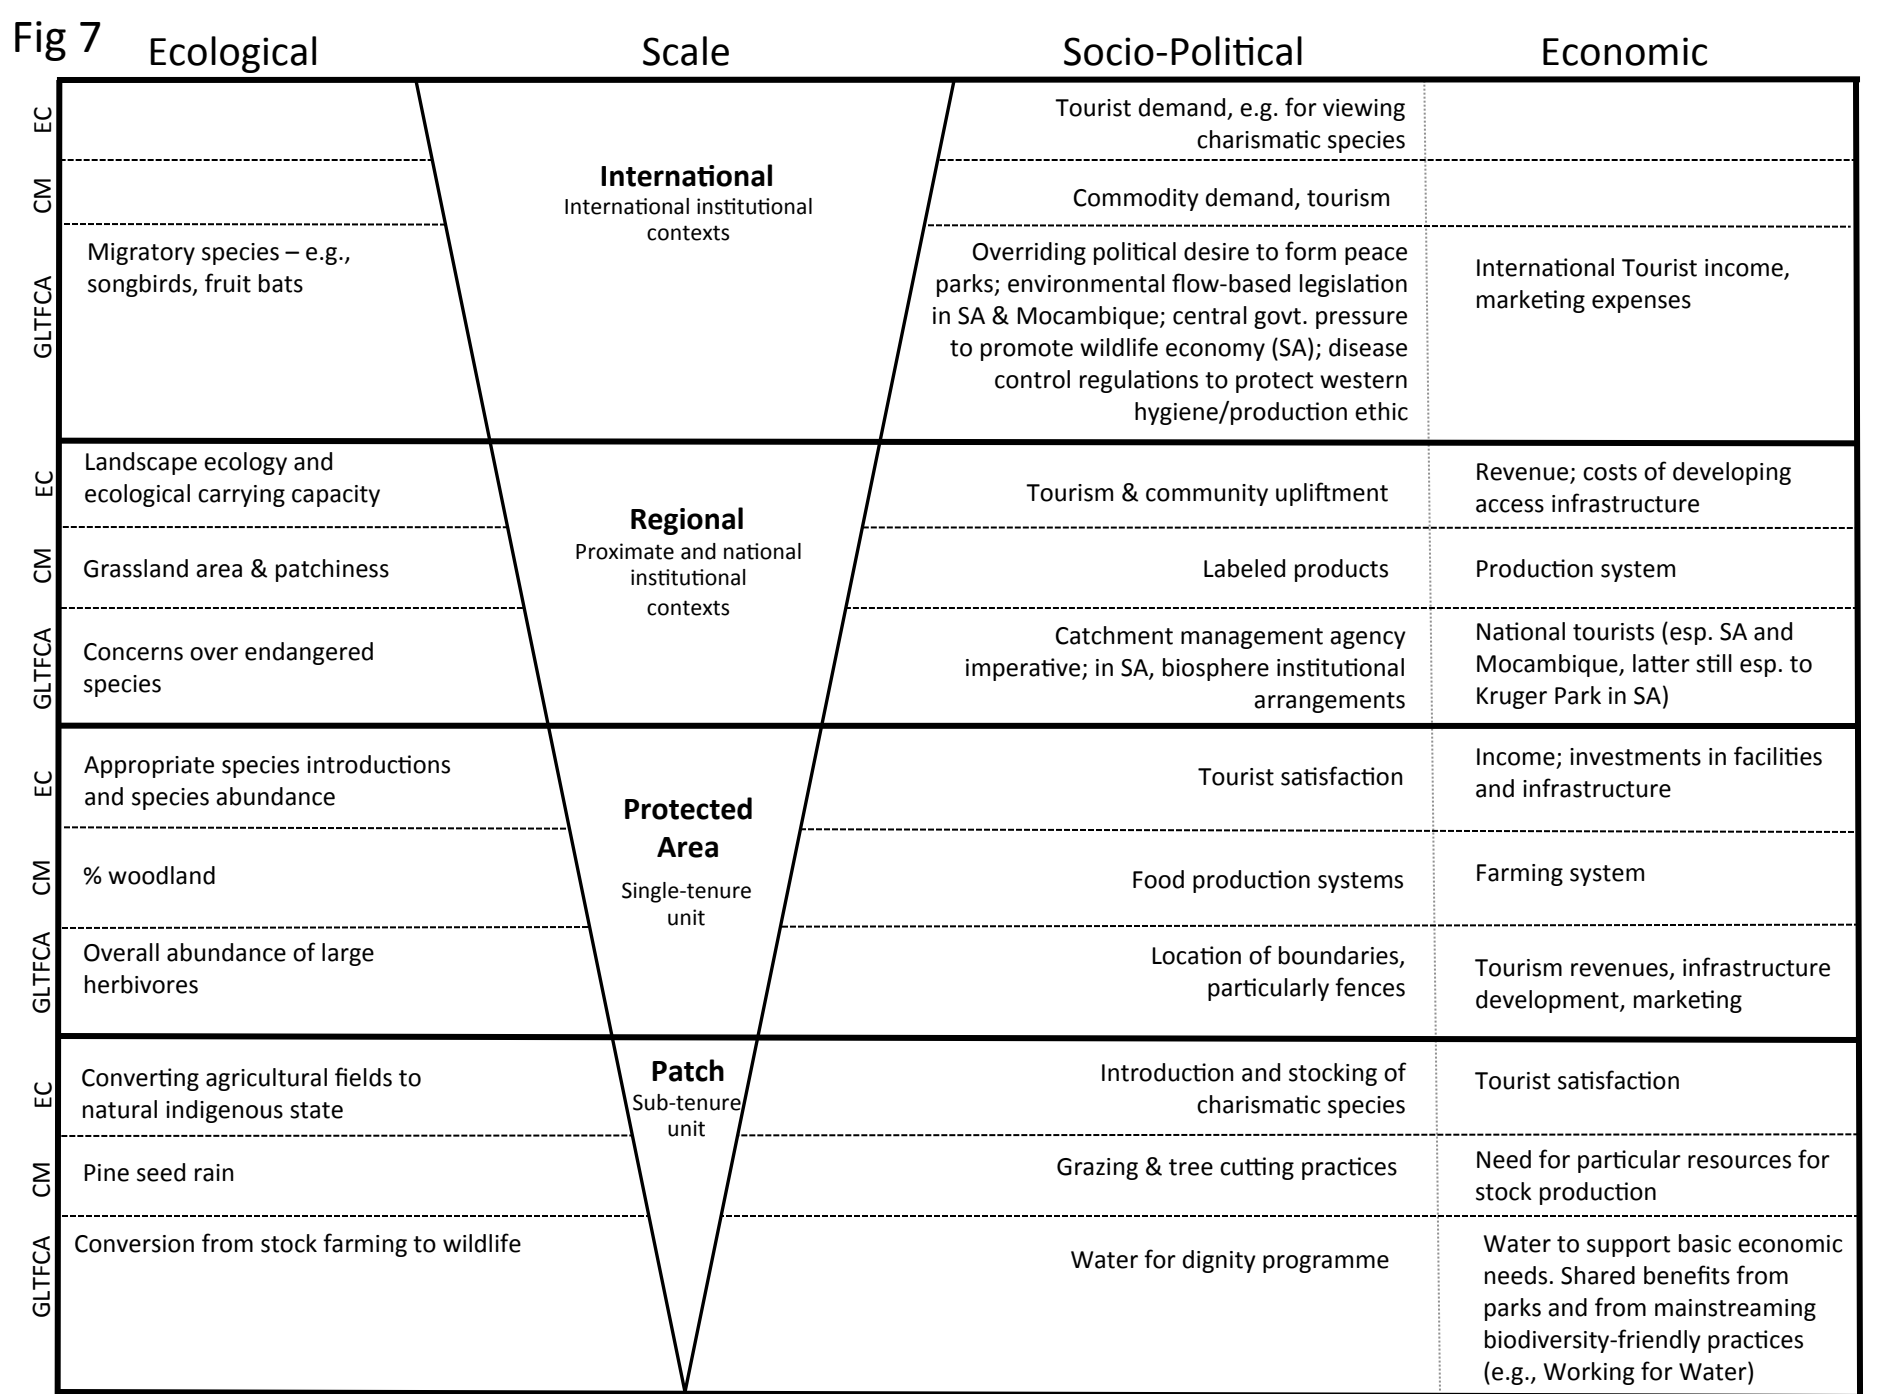 Fig 7
Ecological
Scale
Socio-Political
Economic
EC
Tourist demand, e.g. for viewing
charismatic species
CM
Commodity demand, tourism
International
International institutional
contexts
GLTFCA
Migratory species – e.g.,
songbirds, fruit bats
Overriding political desire to form peace
parks; environmental flow-based legislation
in SA & Mocambique; central govt. pressure
to promote wildlife economy (SA); disease
control regulations to protect western
hygiene/production ethic
International Tourist income,
marketing expenses
EC
Landscape ecology and
ecological carrying capacity
Tourism & community upliftment
Revenue; costs of developing
access infrastructure
Regional
Proximate and national
institutional
contexts
CM
Grassland area & patchiness
Labeled products
Production system
GLTFCA
Concerns over endangered
species
Catchment management agency
imperative; in SA, biosphere institutional
arrangements
National tourists (esp. SA and
Mocambique, latter still esp. to
Kruger Park in SA)
EC
Appropriate species introductions
and species abundance
Tourist satisfaction
Income; investments in facilities
and infrastructure
Protected
Area
Single-tenure
unit
CM
% woodland
Food production systems
Farming system
GLTFCA
Overall abundance of large
herbivores
Location of boundaries,
particularly fences
Tourism revenues, infrastructure
development, marketing
EC
Converting agricultural fields to
natural indigenous state
Patch
Sub-tenure
unit
Introduction and stocking of
charismatic species
Tourist satisfaction
CM
Pine seed rain
Grazing & tree cutting practices
Need for particular resources for
stock production
GLTFCA
Conversion from stock farming to wildlife
Water for dignity programme
Water to support basic economic
needs. Shared benefits from
parks and from mainstreaming
biodiversity-friendly practices
(e.g., Working for Water)